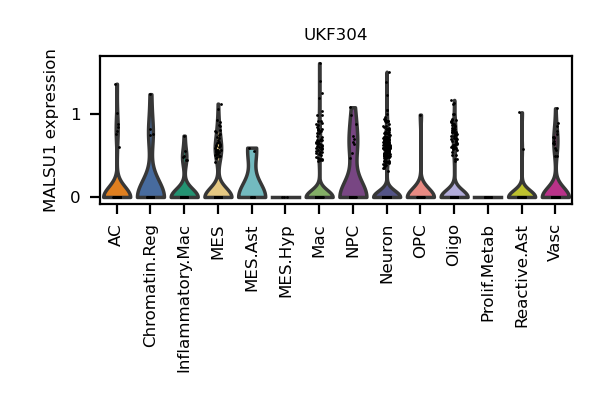 UKF304
MALSU1 expression
1
0
AC
Chromatin.Reg
Inflammatory.Mac
MES
MES.Ast
MES.Hyp
Mac
NPC
Neuron
OPC
Oligo
Prolif.Metab
Reactive.Ast
Vasc